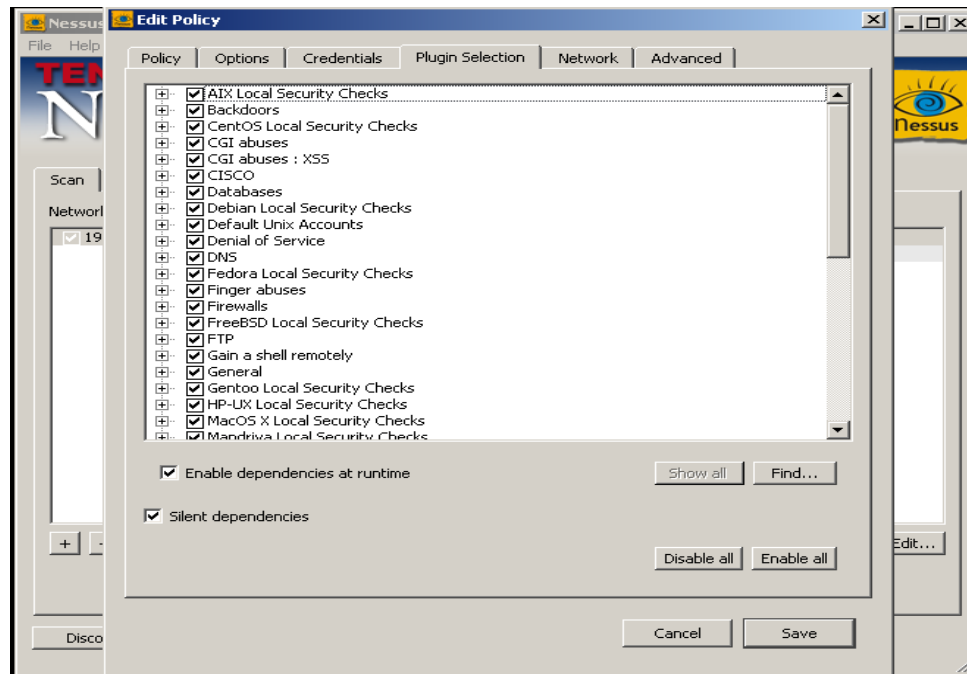 Nessus
Edit Policy
File Help
TEN
N
Nessus
Policy Options Credentials Plugin Selection Network Advanced
AIX Local Security Checks
Backdoors
CentOS Local Security Checks
CGI abuses
CGI abuses : XSS
CISCO
Databases
Debian Local Security Checks
Default Unix Accounts
Denial of Service
DNS
Fedora Local Security Checks
Finger abuses
Firewalls
FreeBSD Local Security Checks
FTP
Gain a shell remotely
General
Gentoo Local Security Checks
HP-UX Local Security Checks
MacOS X Local Security Checks
Mandriva Local Security Checks
Scan
Network
19
Enable dependencies at runtime
Show all Find...
Silent dependencies
+ -
Edit...
Disable all Enable all
Disco
Cancel Save